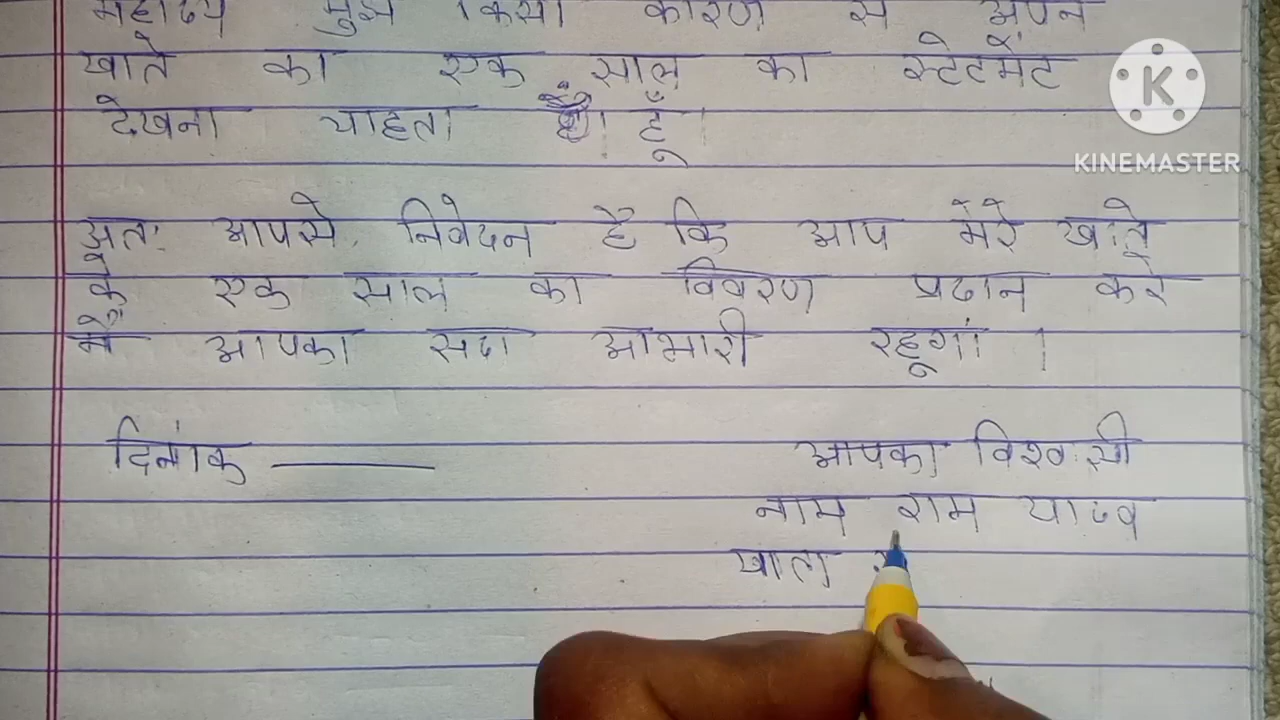 महोदय मुझे किसी कारण से अपने
खाते का एक साल का स्टेटमेंट
देखना चाहता हूँ।
अतः आपसे निवेदन है कि आप मेरे खाते
के एक साल का विवरण प्रदान करे
मैं आपका सदा आभारी रहूगां ।
दिनांक
आपका विश्वासी
नाम राम यादव
खाता
K
KINEMASTER